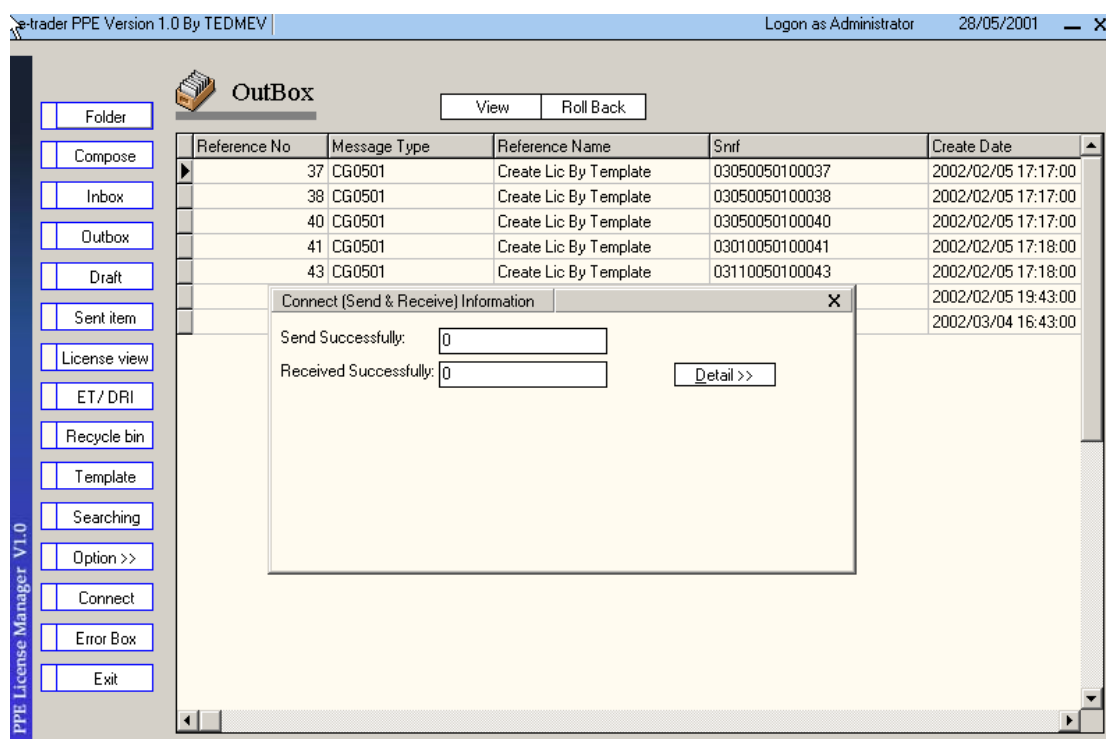 e-trader PPE Version 1.0 By TEDMEV Logon as Administrator 28/05/2001
OutBox
View Roll Back
Folder
Compose
Inbox
Outbox
Draft
Sent item
License view
ET/ DRI
Recycle bin
Template
Searching
Option >>
Connect
Error Box
Exit
PPE License Manager V1.0
Reference No Message Type Reference Name Snrf Create Date
37 CG0501 Create Lic By Template 03050050100037 2002/02/05 17:17:00
38 CG0501 Create Lic By Template 03050050100038 2002/02/05 17:17:00
40 CG0501 Create Lic By Template 03050050100040 2002/02/05 17:17:00
41 CG0501 Create Lic By Template 03010050100041 2002/02/05 17:18:00
43 CG0501 Create Lic By Template 03110050100043 2002/02/05 17:18:00
2002/02/05 19:43:00
2002/03/04 16:43:00
Connect (Send & Receive) Information X
Send Successfully: 0
Received Successfully: 0 Detail >>